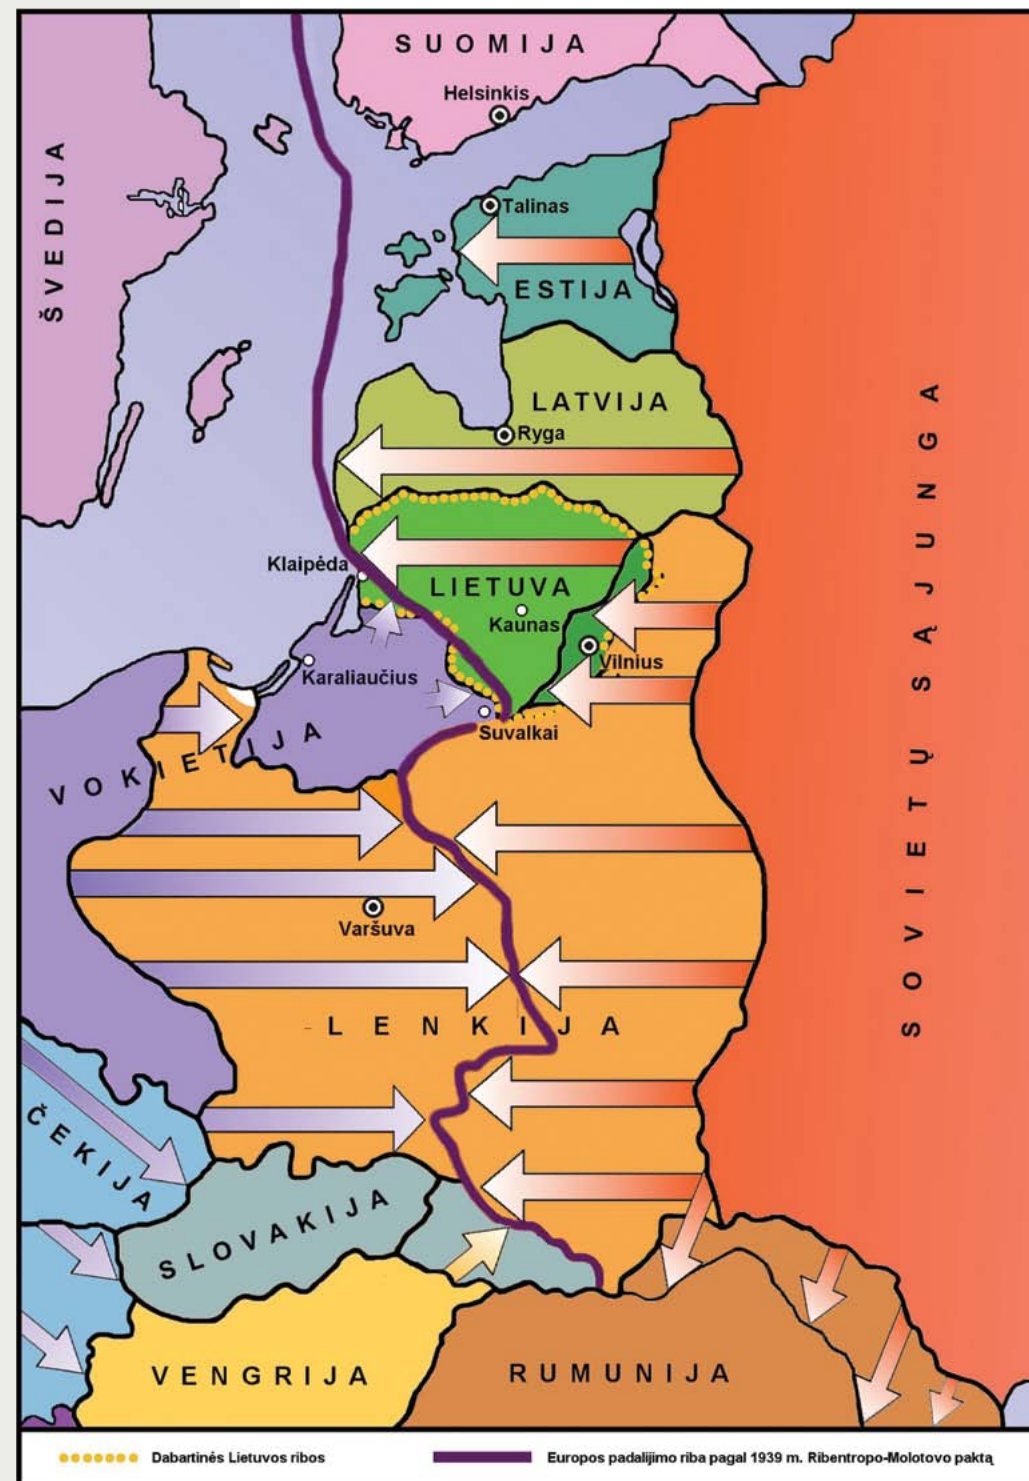 SUOMIJA
Helsinkis
ŠVEDIJA
Talinas
ESTIJA
LATVIJA
Ryga
Klaipėda
LIETUVA
Kaunas
Vilnius
Karaliaučius
Suvalkai
VOKIETIJA
SOVIETŲ SĄJUNGA
Varšuva
LENKIJA
ČEKIJA
SLOVAKIJA
VENGRIJA
RUMUNIJA
Dabartinės Lietuvos ribos
Europos padalijimo riba pagal 1939 m. Ribentropo-Molotovo paktą